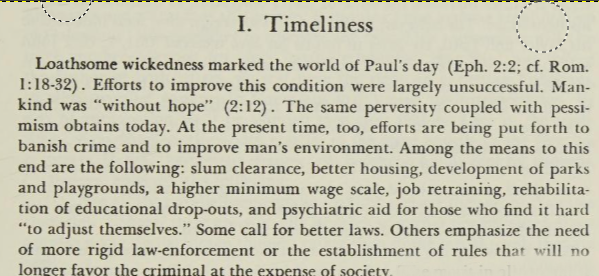 I. Timeliness
Loathsome wickedness marked the world of Paul's day (Eph. 2:2; cf. Rom.
1:18-32). Efforts to improve this condition were largely unsuccessful. Man-
kind was "without hope" (2:12). The same perversity coupled with pessi-
mism obtains today. At the present time, too, efforts are being put forth to
banish crime and to improve man's environment. Among the means to this
end are the following: slum clearance, better housing, development of parks
and playgrounds, a higher minimum wage scale, job retraining, rehabilita-
tion of educational drop-outs, and psychiatric aid for those who find it hard
"to adjust themselves." Some call for better laws. Others emphasize the need
of more rigid law-enforcement or the establishment of rules that will no
longer favor the criminal at the expense of society.